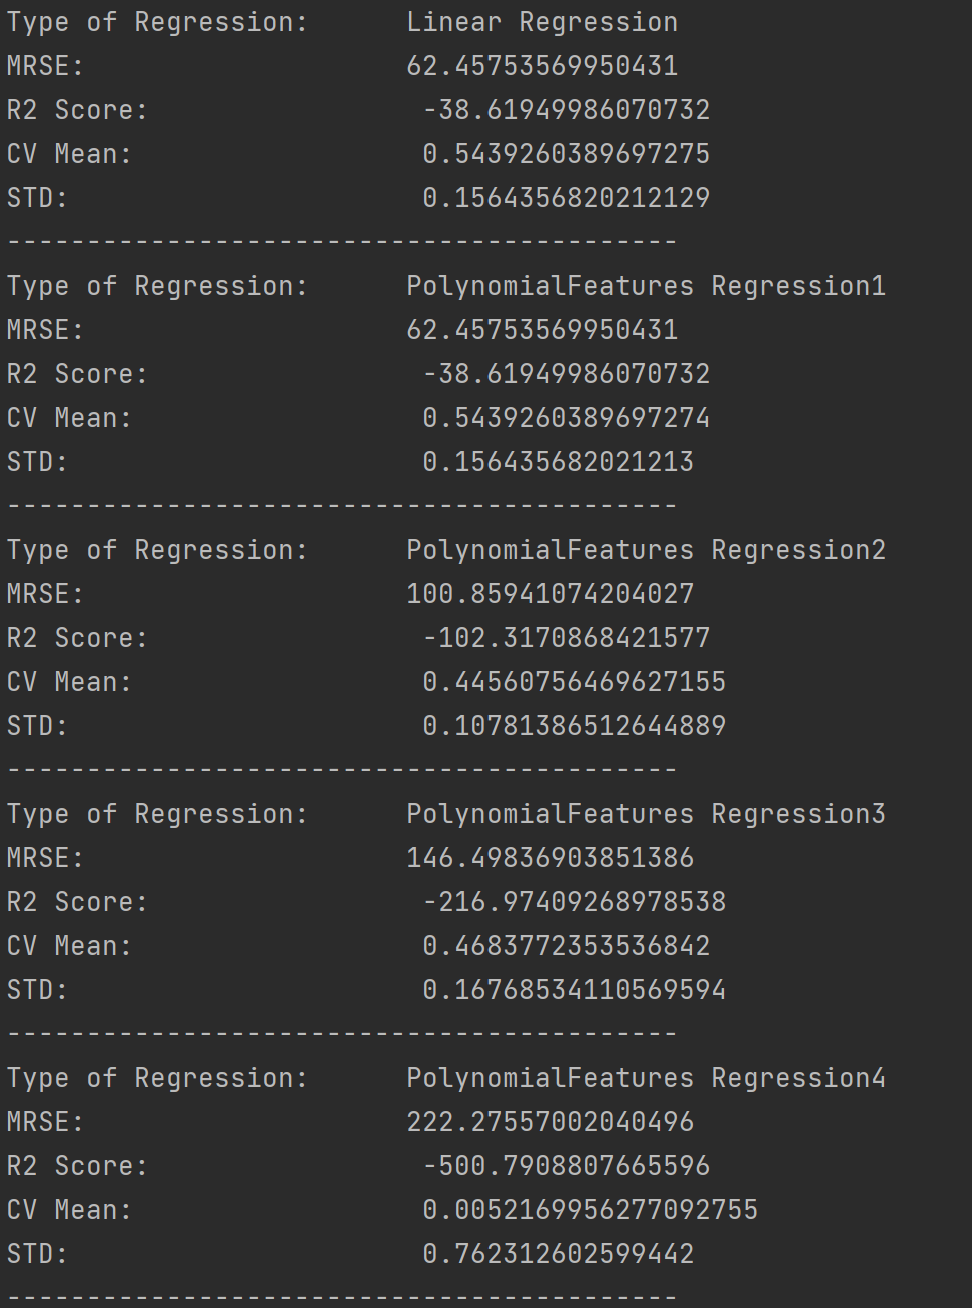 Type of Regression: Linear Regression
MRSE: 62.45753569950431
R2 Score: -38.61949986070732
CV Mean: 0.5439260389697275
STD: 0.1564356820212129
------------------------------------------
Type of Regression: PolynomialFeatures Regression1
MRSE: 62.45753569950431
R2 Score: -38.61949986070732
CV Mean: 0.5439260389697274
STD: 0.156435682021213
------------------------------------------
Type of Regression: PolynomialFeatures Regression2
MRSE: 100.85941074204027
R2 Score: -102.3170868421577
CV Mean: 0.44560756469627155
STD: 0.10781386512644889
------------------------------------------
Type of Regression: PolynomialFeatures Regression3
MRSE: 146.49836903851386
R2 Score: -216.97409268978538
CV Mean: 0.4683772353536842
STD: 0.16768534110569594
------------------------------------------
Type of Regression: PolynomialFeatures Regression4
MRSE: 222.27557002040496
R2 Score: -500.7908807665596
CV Mean: 0.0052169956277092755
STD: 0.762312602599442
------------------------------------------